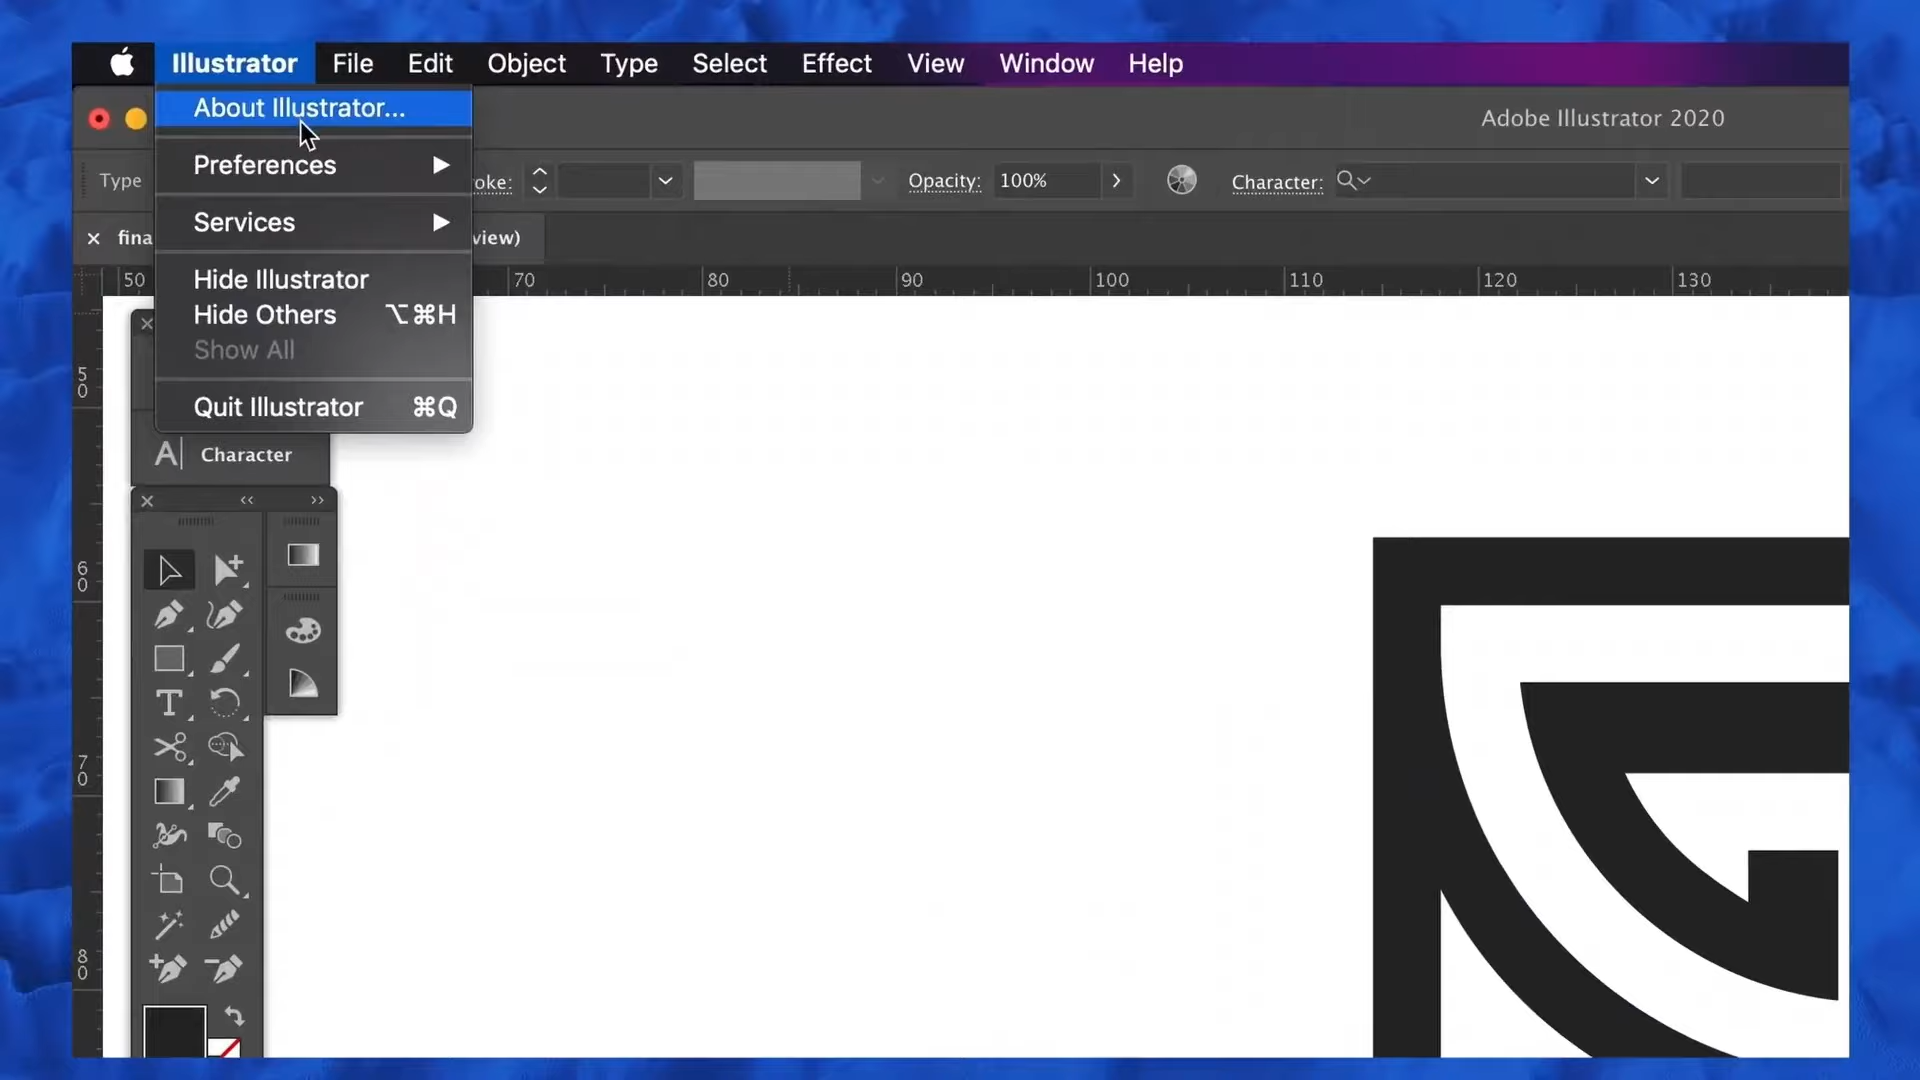 Illustrator File Edit Object Type Select Effect View Window Help
About Illustrator...
Adobe Illustrator 2020
Preferences
Type
oke:
Opacity: 100%
Character:
Services
× fina
view)
Hide Illustrator
50 70 80 90 100 110 120 130
Hide Others ⌥⌘H
Show All
50
Quit Illustrator ⌘Q
A| Character
60
70
80